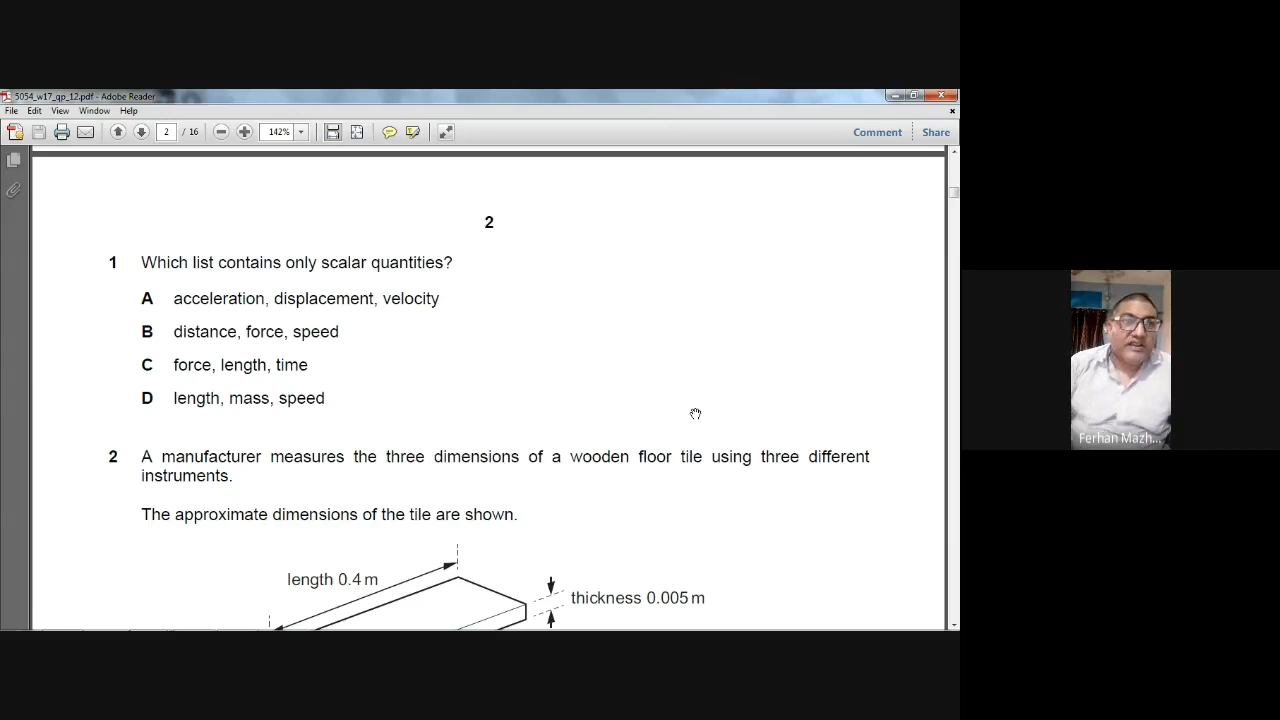 5054_w17_qp_12.pdf - Adobe Reader
File Edit View Window Help
2 / 16 142% Comment Share
2
1 Which list contains only scalar quantities?
A acceleration, displacement, velocity
B distance, force, speed
C force, length, time
D length, mass, speed
2 A manufacturer measures the three dimensions of a wooden floor tile using three different
instruments.
The approximate dimensions of the tile are shown.
length 0.4 m
thickness 0.005 m
Ferhan Mazh...